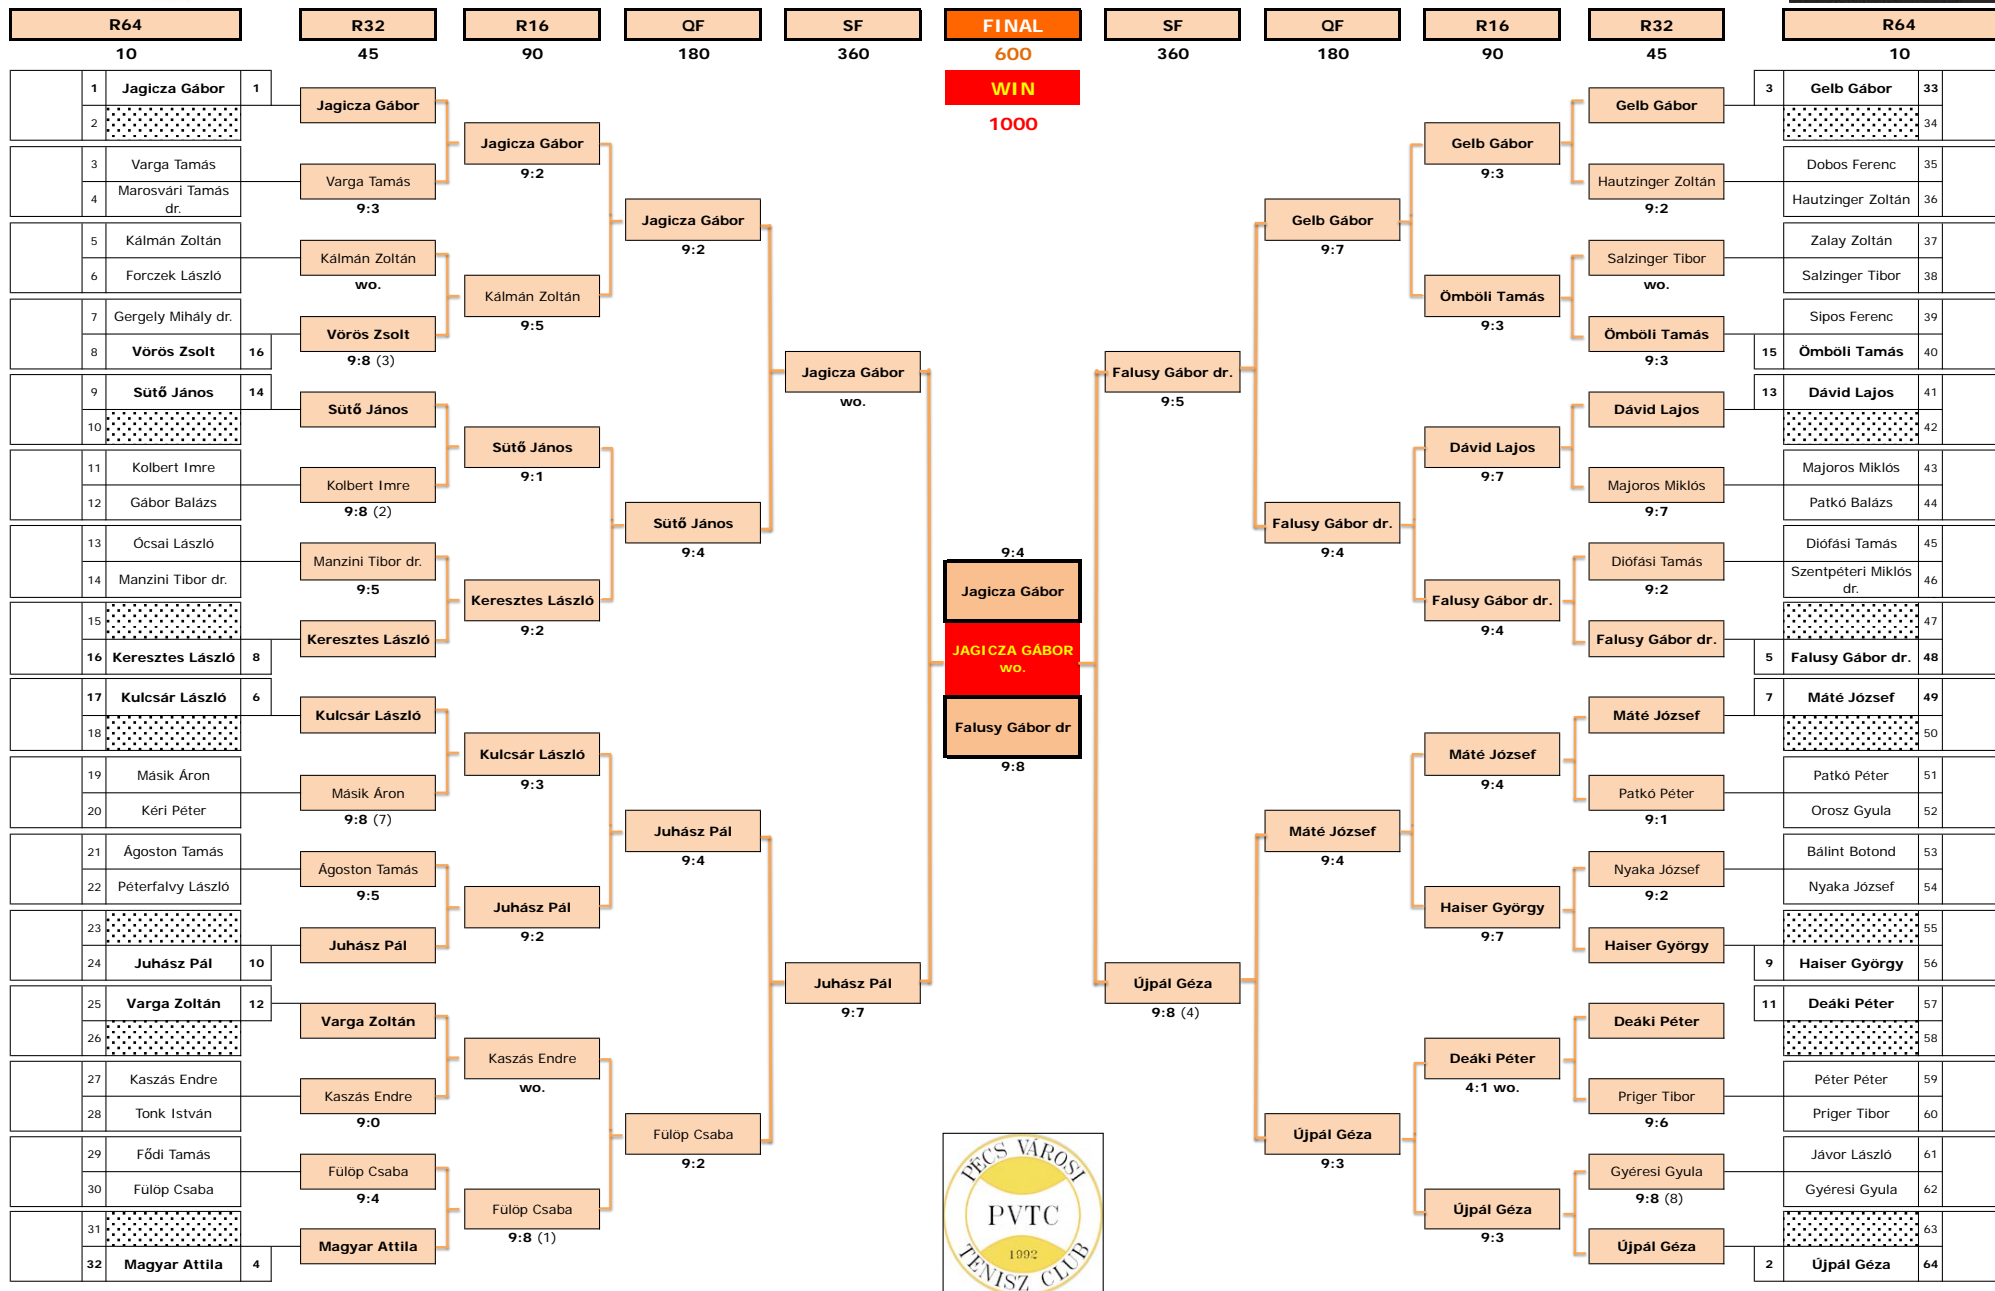 R64 R32 R16 QF SF FINAL SF QF R16 R32 R64
10 45 90 180 360 600 360 180 90 45 10
WIN
1000
1 Jagicza Gábor 1
2
3 Varga Tamás
4 Marosvári Tamás
dr.
5 Kálmán Zoltán
6 Forczek László
7 Gergely Mihály dr.
8 Vörös Zsolt 16
9 Sütő János 14
10
11 Kolbert Imre
12 Gábor Balázs
13 Ócsai László
14 Manzini Tibor dr.
15
16 Keresztes László 8
17 Kulcsár László 6
18
19 Másik Áron
20 Kéri Péter
21 Ágoston Tamás
22 Péterfalvy László
23
24 Juhász Pál 10
25 Varga Zoltán 12
26
27 Kaszás Endre
28 Tonk István
29 Fődi Tamás
30 Fülöp Csaba
31
32 Magyar Attila 4
Jagicza Gábor
Varga Tamás
9:3
Kálmán Zoltán
wo.
Vörös Zsolt
9:8 (3)
Sütő János
Kolbert Imre
9:8 (2)
Manzini Tibor dr.
9:5
Keresztes László
Kulcsár László
Másik Áron
9:8 (7)
Ágoston Tamás
9:5
Juhász Pál
Varga Zoltán
Kaszás Endre
9:0
Fülöp Csaba
9:4
Magyar Attila
Jagicza Gábor
9:2
Kálmán Zoltán
9:5
Sütő János
9:1
Keresztes László
9:2
Kulcsár László
9:3
Juhász Pál
9:2
Kaszás Endre
wo.
Fülöp Csaba
9:8 (1)
Jagicza Gábor
9:2
Sütő János
9:4
Juhász Pál
9:4
Fülöp Csaba
9:2
Jagicza Gábor
wo.
Juhász Pál
9:7
9:4
Jagicza Gábor
JAGICZA GÁBOR
wo.
Falusy Gábor dr
9:8
PÉCS VÁROSI
PVTC
1992
TENISZ CLUB
Falusy Gábor dr.
9:5
Újpál Géza
9:8 (4)
Gelb Gábor
9:7
Falusy Gábor dr.
9:4
Máté József
9:4
Újpál Géza
9:3
Gelb Gábor
9:3
Ömböli Tamás
9:3
Dávid Lajos
9:7
Falusy Gábor dr.
9:4
Máté József
9:4
Haiser György
9:7
Deáki Péter
4:1 wo.
Újpál Géza
9:3
Gelb Gábor
Hautzinger Zoltán
9:2
Salzinger Tibor
wo.
Ömböli Tamás
9:3
Dávid Lajos
Majoros Miklós
9:7
Diófási Tamás
9:2
Falusy Gábor dr.
Máté József
Patkó Péter
9:1
Nyaka József
9:2
Haiser György
Deáki Péter
Priger Tibor
9:6
Gyéresi Gyula
9:8 (8)
Újpál Géza
3 Gelb Gábor 33
34
Dobos Ferenc 35
Hautzinger Zoltán 36
Zalay Zoltán 37
Salzinger Tibor 38
Sipos Ferenc 39
15 Ömböli Tamás 40
13 Dávid Lajos 41
42
Majoros Miklós 43
Patkó Balázs 44
Diófási Tamás 45
Szentpéteri Miklós
dr. 46
47
5 Falusy Gábor dr. 48
7 Máté József 49
50
Patkó Péter 51
Orosz Gyula 52
Bálint Botond 53
Nyaka József 54
55
9 Haiser György 56
11 Deáki Péter 57
58
Péter Péter 59
Priger Tibor 60
Jávor László 61
Gyéresi Gyula 62
63
2 Újpál Géza 64